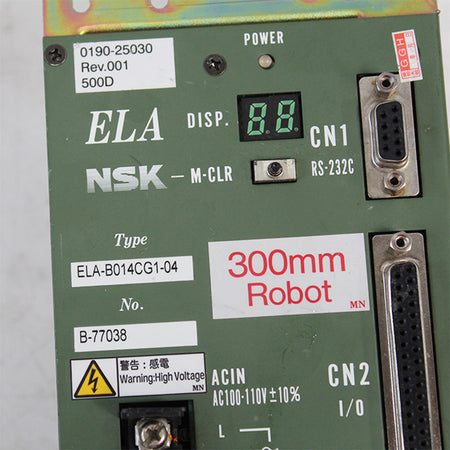 0190-25030
Rev.001
500D
POWER
GGH
ELA
DISP.
88
CN1
RS-232C
NSK
M-CLR
Type
ELA-B014CG1-04
300mm
Robot
MN
No.
B-77038
警告：感電
Warning:High Voltage
MN
ACIN
AC100-110V±10%
CN2
I/O
L